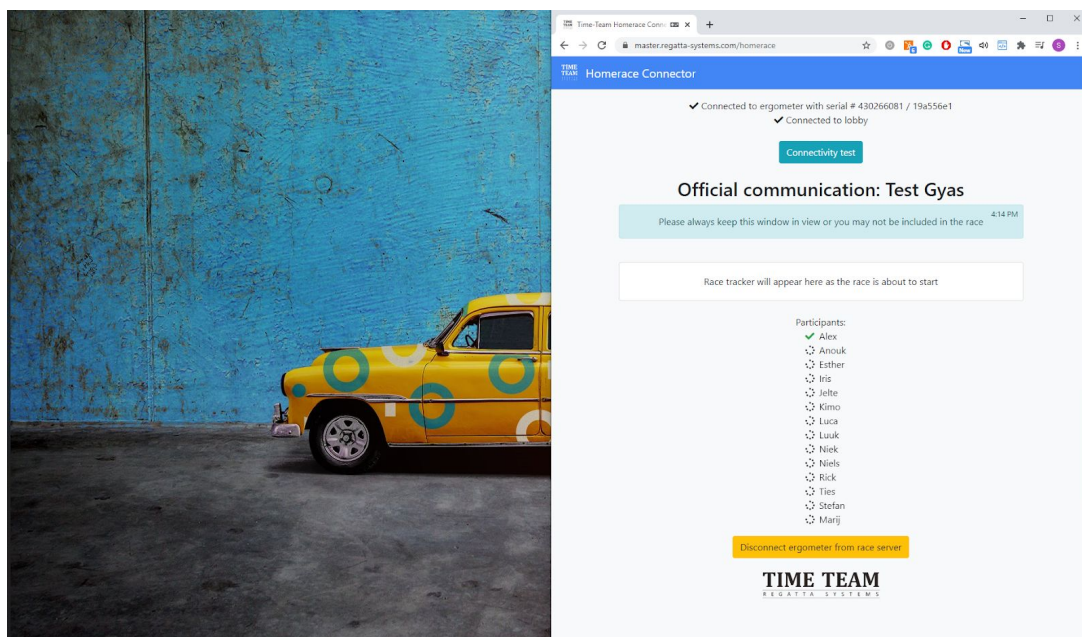 Time-Team Homerace Conn
master.regatta-systems.com/homerace
6
New
S
TIME
TEAM
Homerace Connector
Connected to ergometer with serial # 430266081 / 19a556e1
Connected to lobby
Connectivity test
Official communication: Test Gyas
4:14 PM
Please always keep this window in view or you may not be included in the race
Race tracker will appear here as the race is about to start
Participants:
Alex
Anouk
Esther
Iris
Jelte
Kimo
Luca
Luuk
Niek
Niels
Rick
Ties
Stefan
Marij
Disconnect ergometer from race server
TIME TEAM
REGATTA SYSTEMS